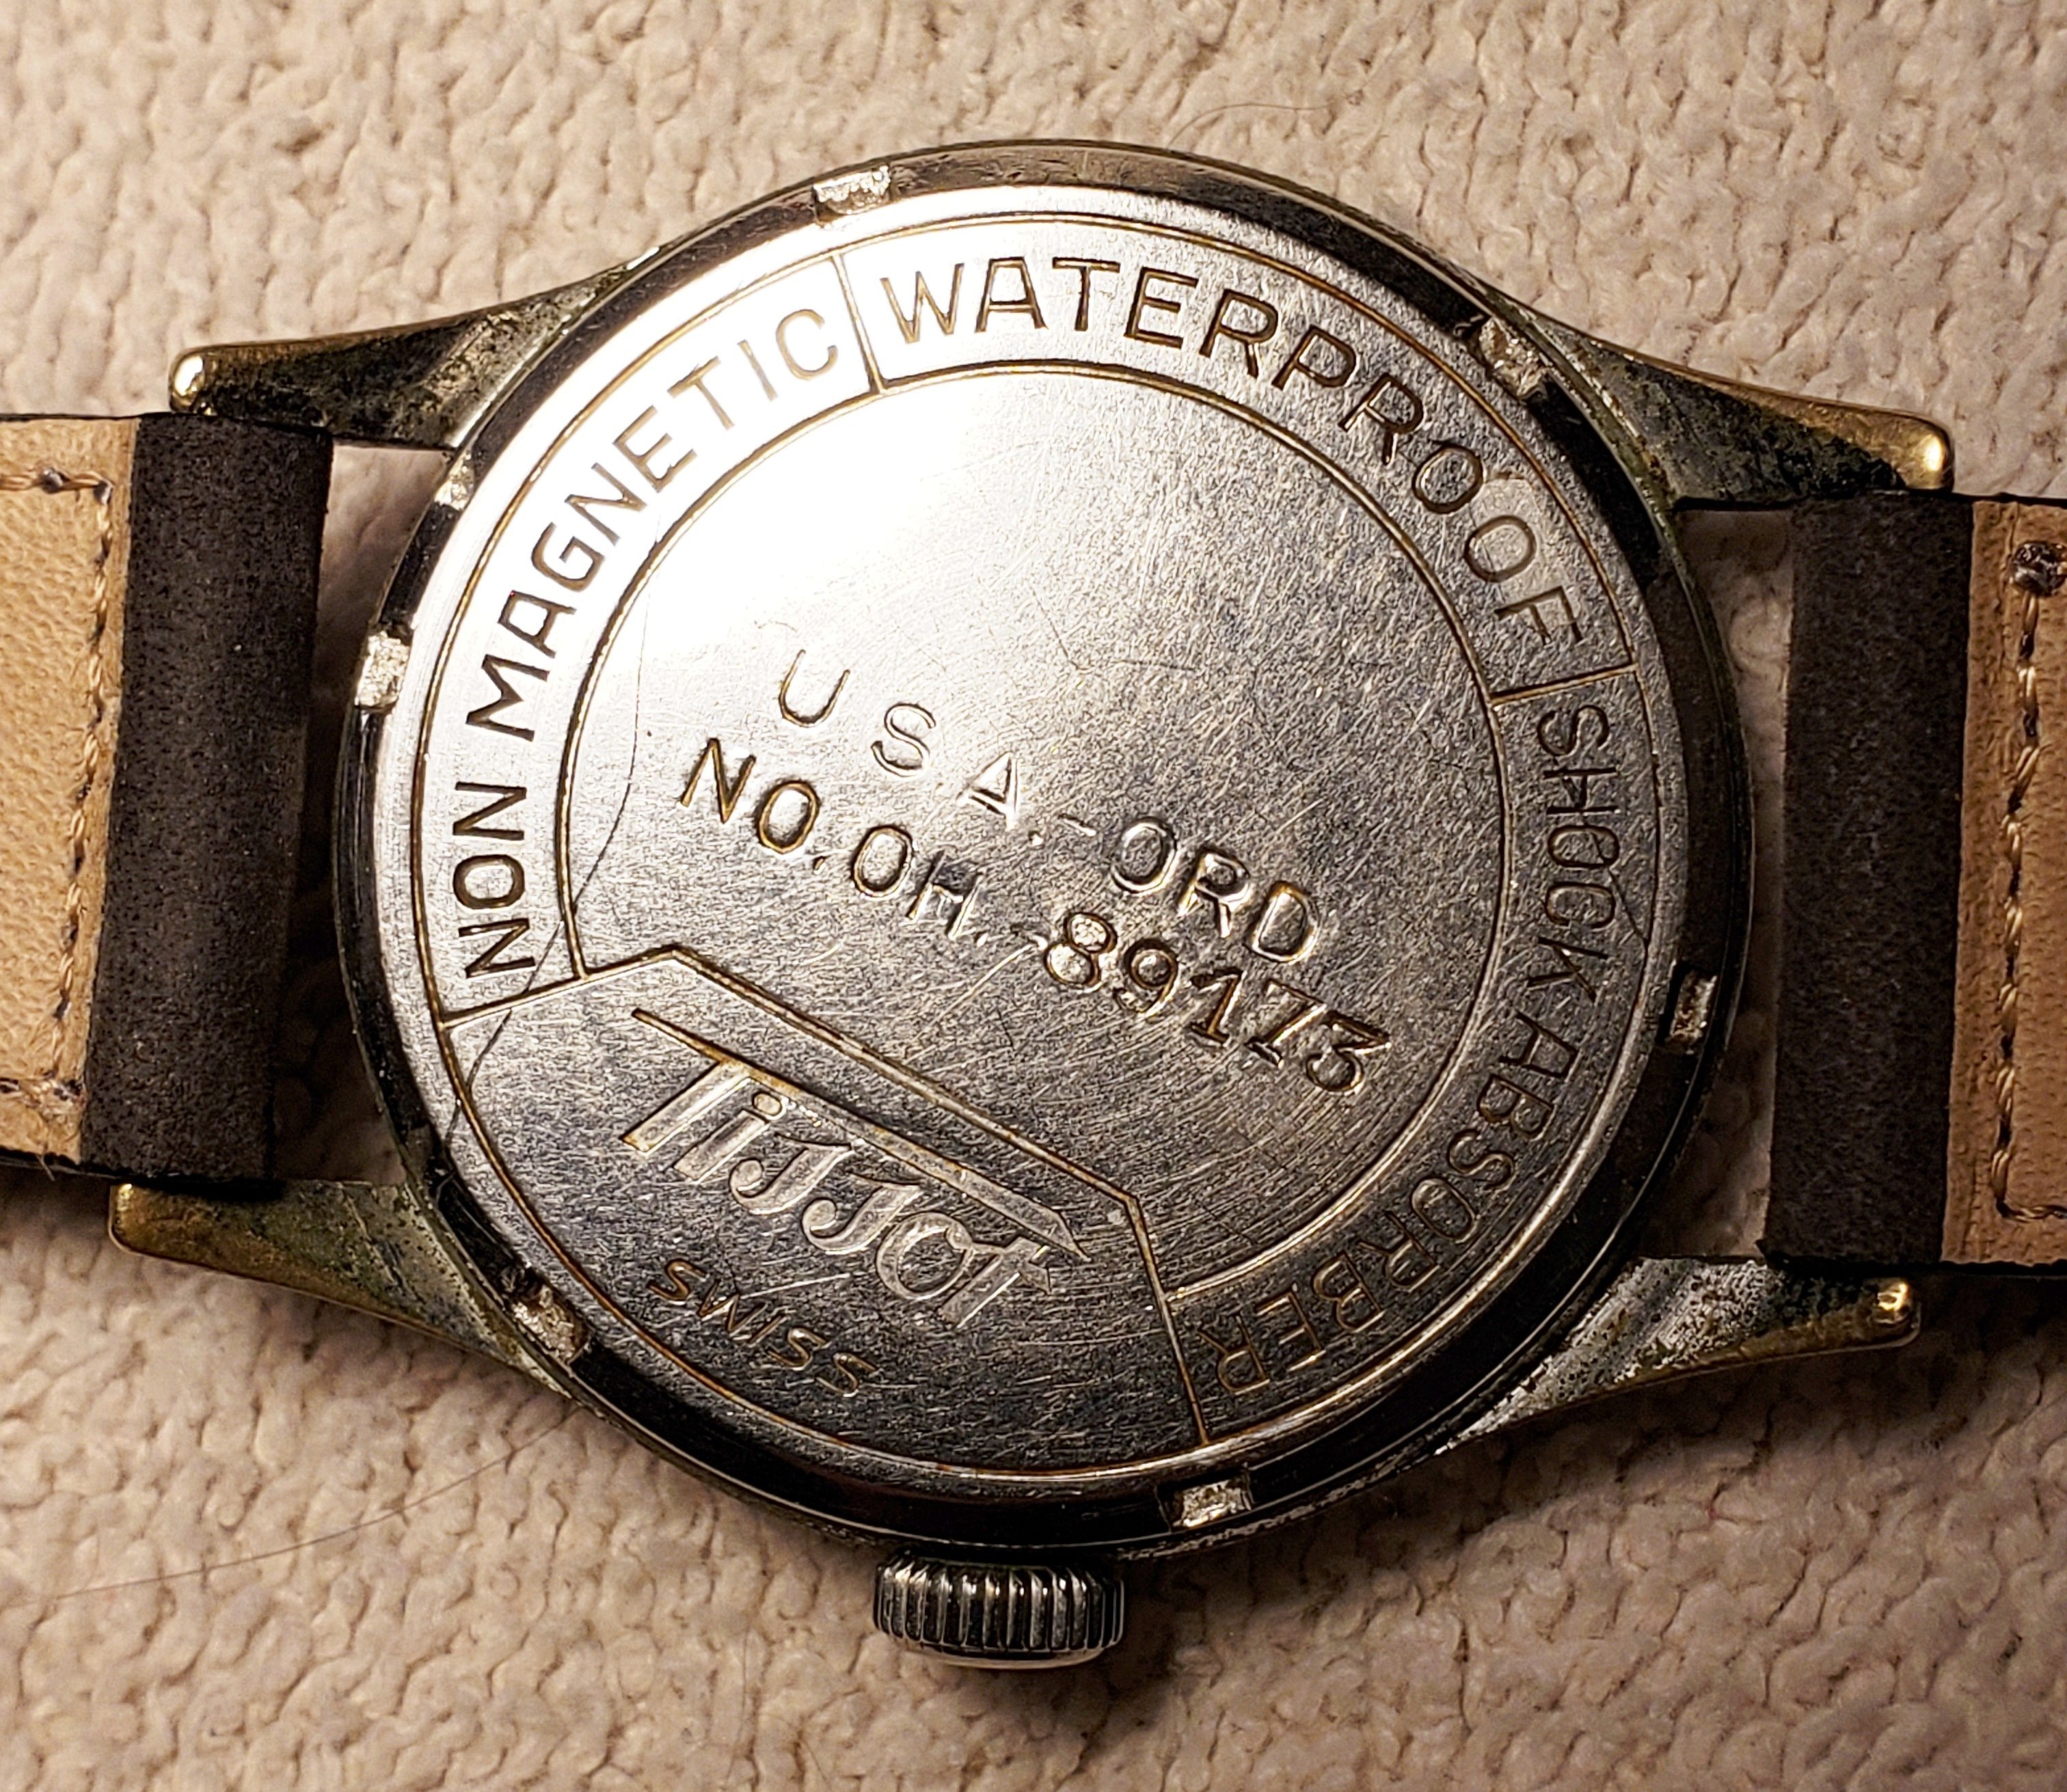 NON MAGNETIC
WATERPROOF
SHOCK ABSORBER
U S A.-ORD
NO. OH.-89173
Tissot
SWISS